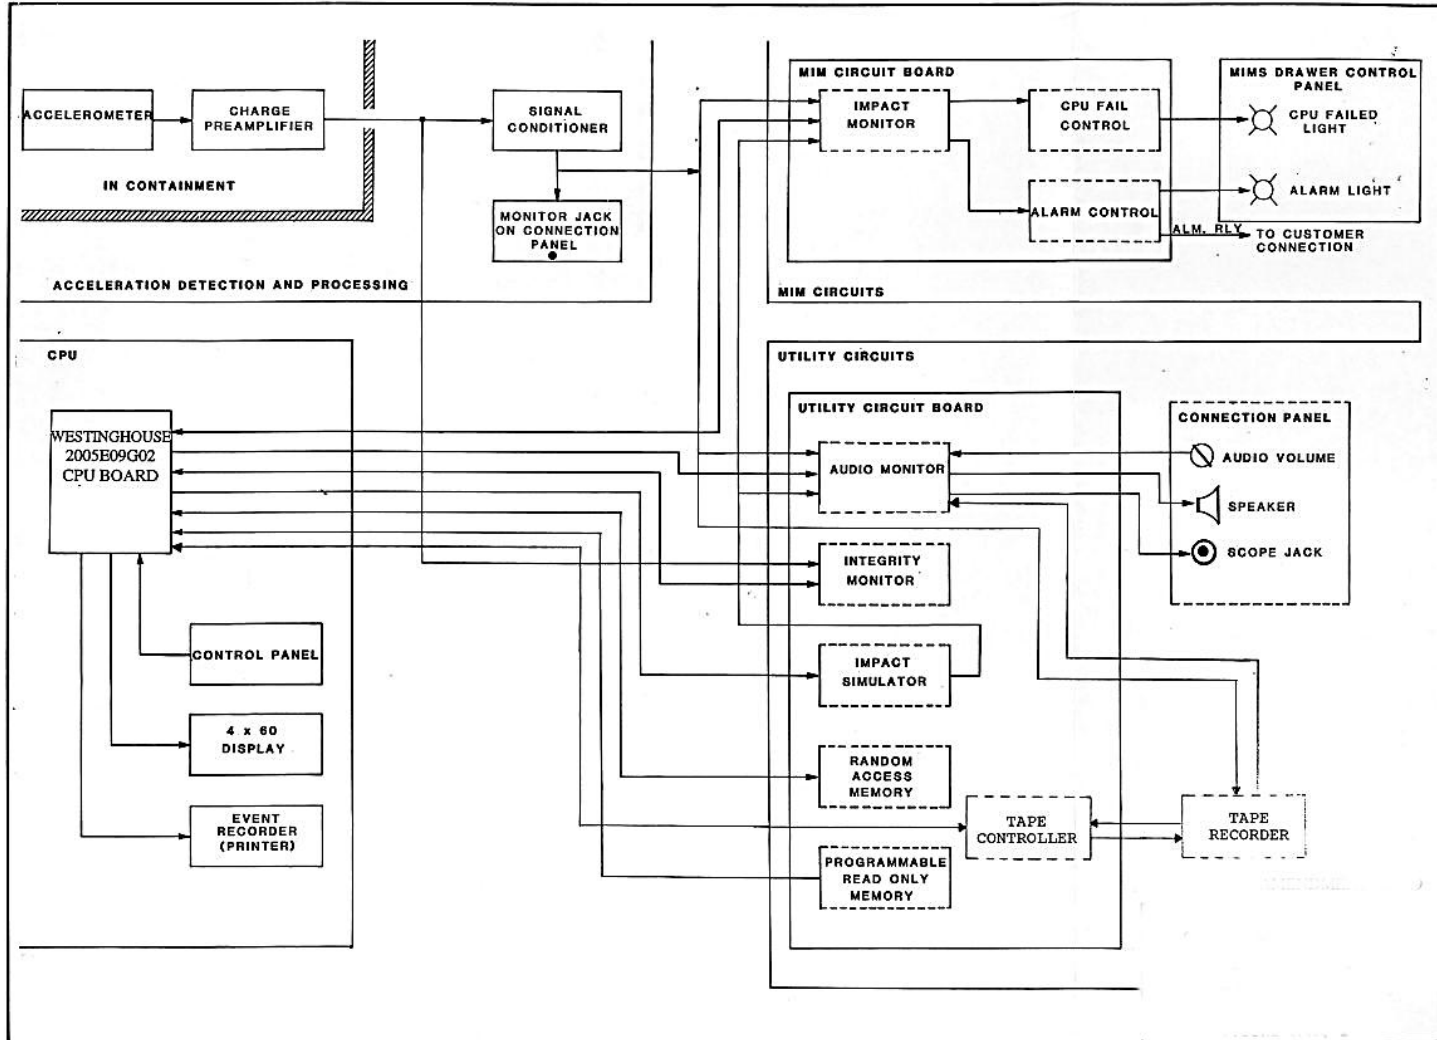 ACCELEROMETER
CHARGE
PREAMPLIFIER
IN CONTAINMENT
SIGNAL
CONDITIONER
MONITOR JACK
ON CONNECTION
PANEL
ACCELERATION DETECTION AND PROCESSING
MIM CIRCUIT BOARD
IMPACT
MONITOR
CPU FAIL
CONTROL
ALARM CONTROL
ALM. RLY
MIMS DRAWER CONTROL
PANEL
CPU FAILED
LIGHT
ALARM LIGHT
TO CUSTOMER
CONNECTION
MIM CIRCUITS
CPU
WESTINGHOUSE
2005E09G02
CPU BOARD
CONTROL PANEL
4 x 60
DISPLAY
EVENT
RECORDER
(PRINTER)
UTILITY CIRCUITS
UTILITY CIRCUIT BOARD
AUDIO MONITOR
INTEGRITY
MONITOR
IMPACT
SIMULATOR
RANDOM
ACCESS
MEMORY
TAPE
CONTROLLER
PROGRAMMABLE
READ ONLY
MEMORY
CONNECTION PANEL
AUDIO VOLUME
SPEAKER
SCOPE JACK
TAPE
RECORDER